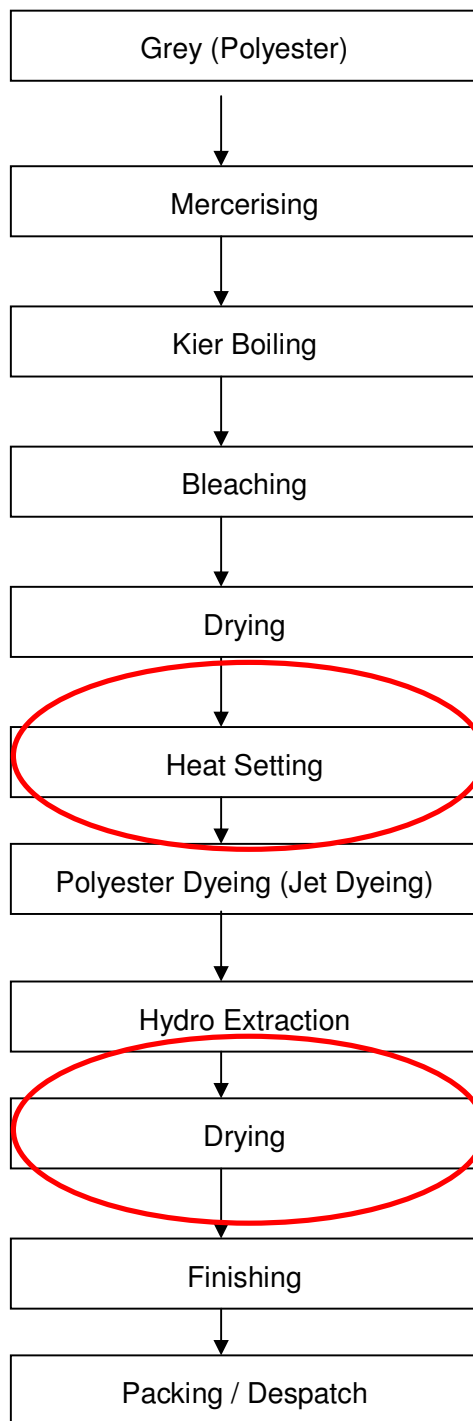 Grey (Polyester)
Mercerising
Kier Boiling
Bleaching
Drying
Heat Setting
Polyester Dyeing (Jet Dyeing)
Hydro Extraction
Drying
Finishing
Packing / Despatch